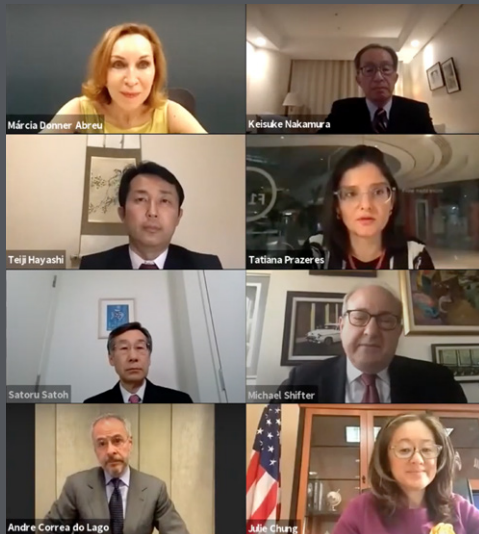 Márcia Donner Abreu
Keisuke Nakamura
Teiji Hayashi
Tatiana Prazeres
Satoru Satoh
Michael Shifter
Andre Correa do Lago
Julie Chung